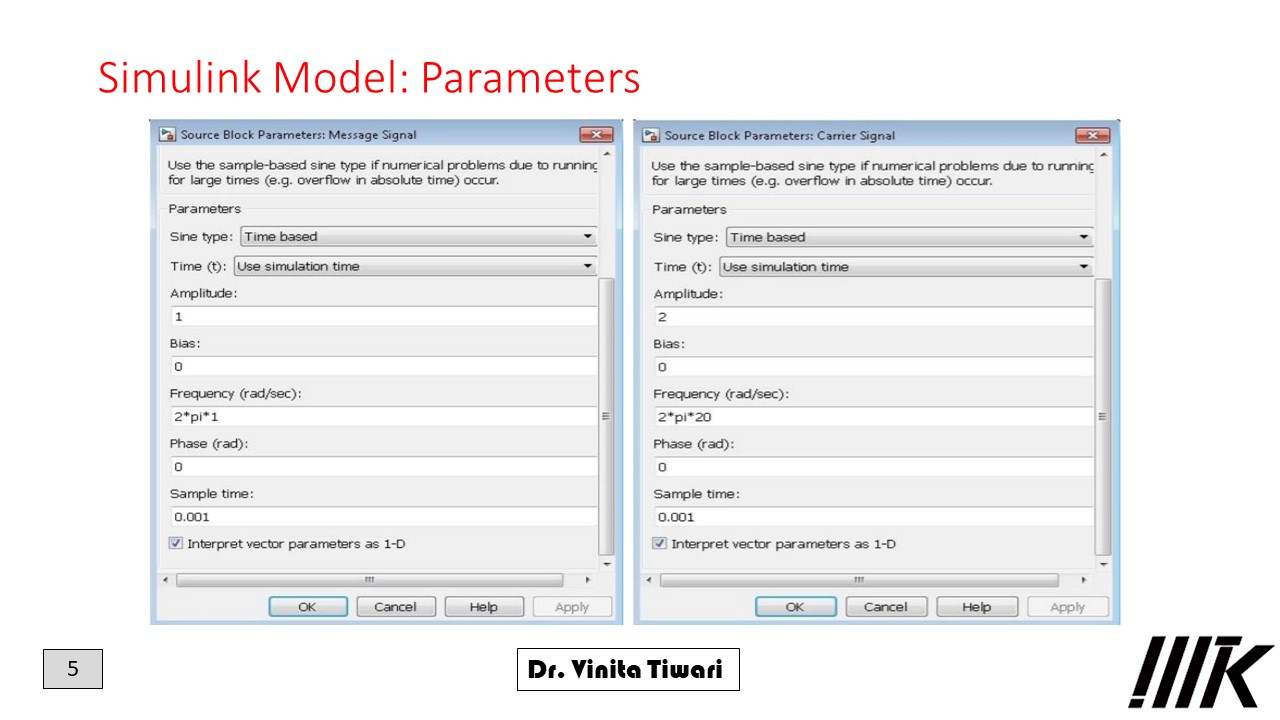 Simulink Model: Parameters
Source Block Parameters: Message Signal
Use the sample-based sine type if numerical problems due to running
for large times (e.g. overflow in absolute time) occur.
Parameters
Sine type: Time based
Time (t): Use simulation time
Amplitude:
1
Bias:
0
Frequency (rad/sec):
2*pi*1
Phase (rad):
0
Sample time:
0.001
Interpret vector parameters as 1-D
OK Cancel Help Apply
Source Block Parameters: Carrier Signal
Use the sample-based sine type if numerical problems due to running
for large times (e.g. overflow in absolute time) occur.
Parameters
Sine type: Time based
Time (t): Use simulation time
Amplitude:
2
Bias:
0
Frequency (rad/sec):
2*pi*20
Phase (rad):
0
Sample time:
0.001
Interpret vector parameters as 1-D
OK Cancel Help Apply
5
Dr. Vinita Tiwari